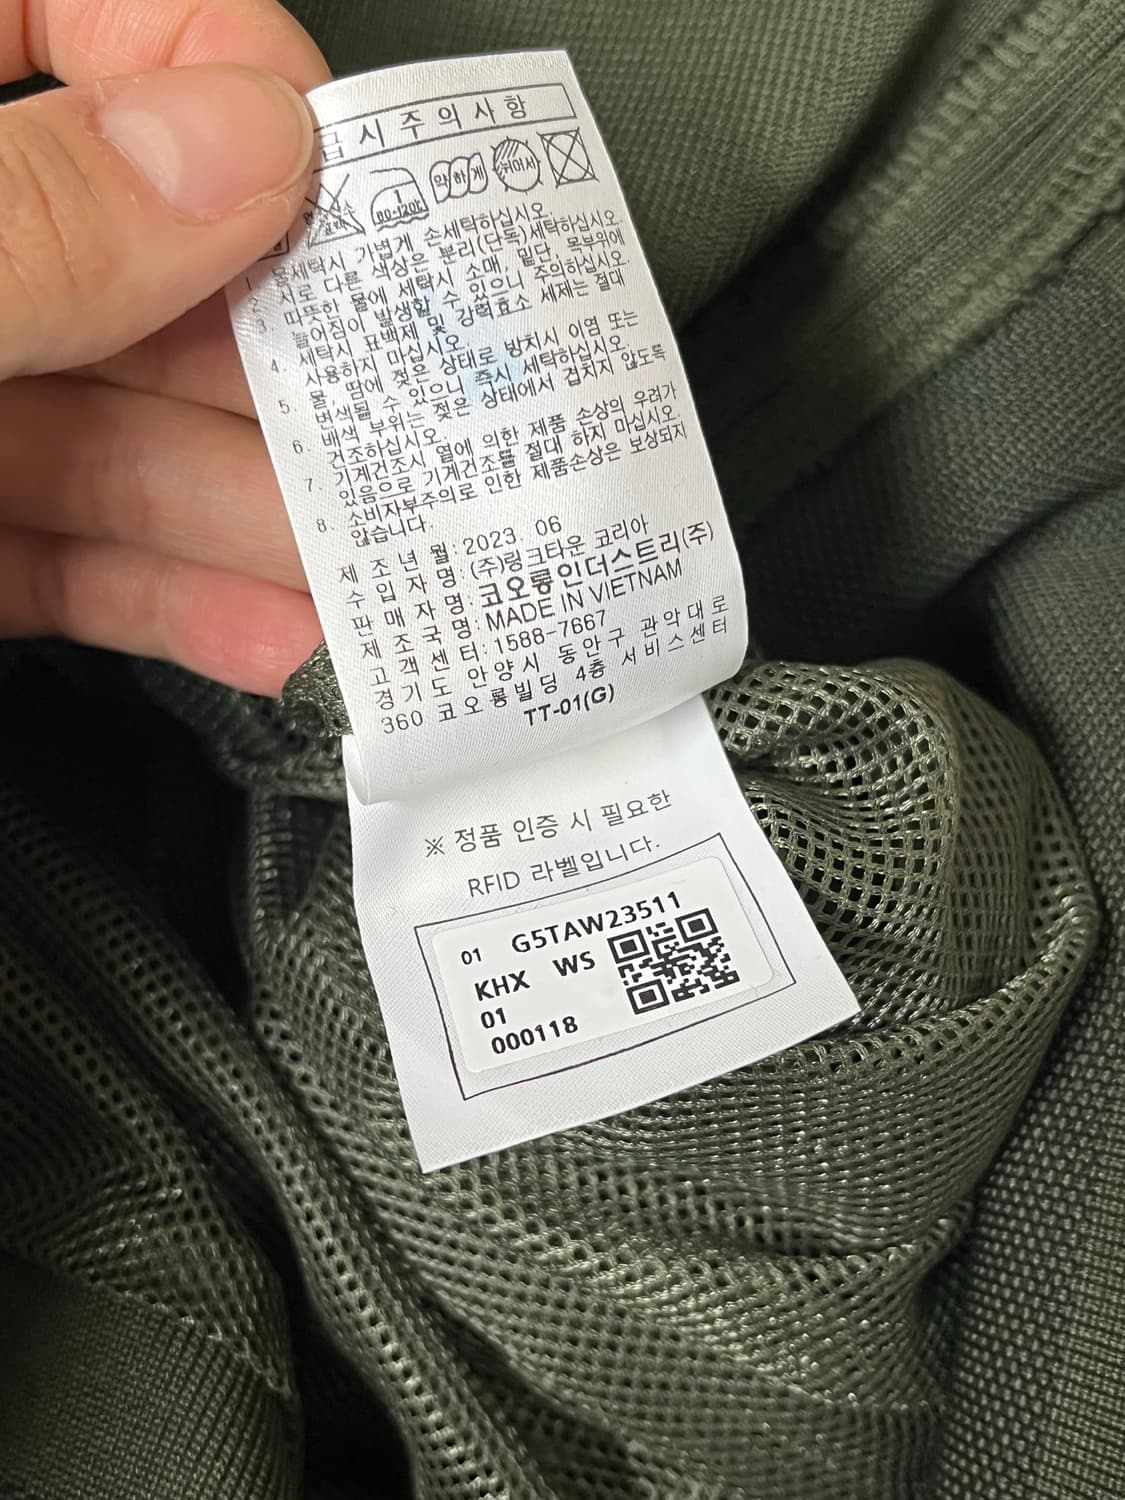 급시주의사항
약하게
뉘어서
1. 물세탁시 가볍게 손세탁하십시오.
2. 서로 다른 색상은 분리(단독)세탁하십시오.
3. 따뜻한 물에 세탁시 소매, 밑단, 목부위에
늘어짐이 발생할 수 있으니 주의하십시오.
4. 세탁시 표백제 및 강력효소 세제는 절대
사용하지 마십시오.
5. 물, 땀에 젖은 상태로 방치시 이염 또는
변색될 수 있으니 즉시 세탁하십시오.
6. 배색 부위는 젖은 상태에서 겹치지 않도록
건조하십시오.
7. 기계건조시 열에 의한 제품 손상의 우려가
있음으로 기계건조를 절대 하지 마십시오.
8. 소비자부주의로 인한 제품손상은 보상되지
않습니다.
제 조 년 월: 2023. 06
수 입 자 명: (주)링크타운 코리아
판 매 자 명: 코오롱인더스트리(주)
제 조 국 명: MADE IN VIETNAM
고 객 센 터: 1588-7667
경기도 안양시 동안구 관악대로
360 코오롱빌딩 4층 서비스센터
TT-01(G)
※ 정품 인증 시 필요한
RFID 라벨입니다.
01 G5TAW23511
KHX WS
01
000118